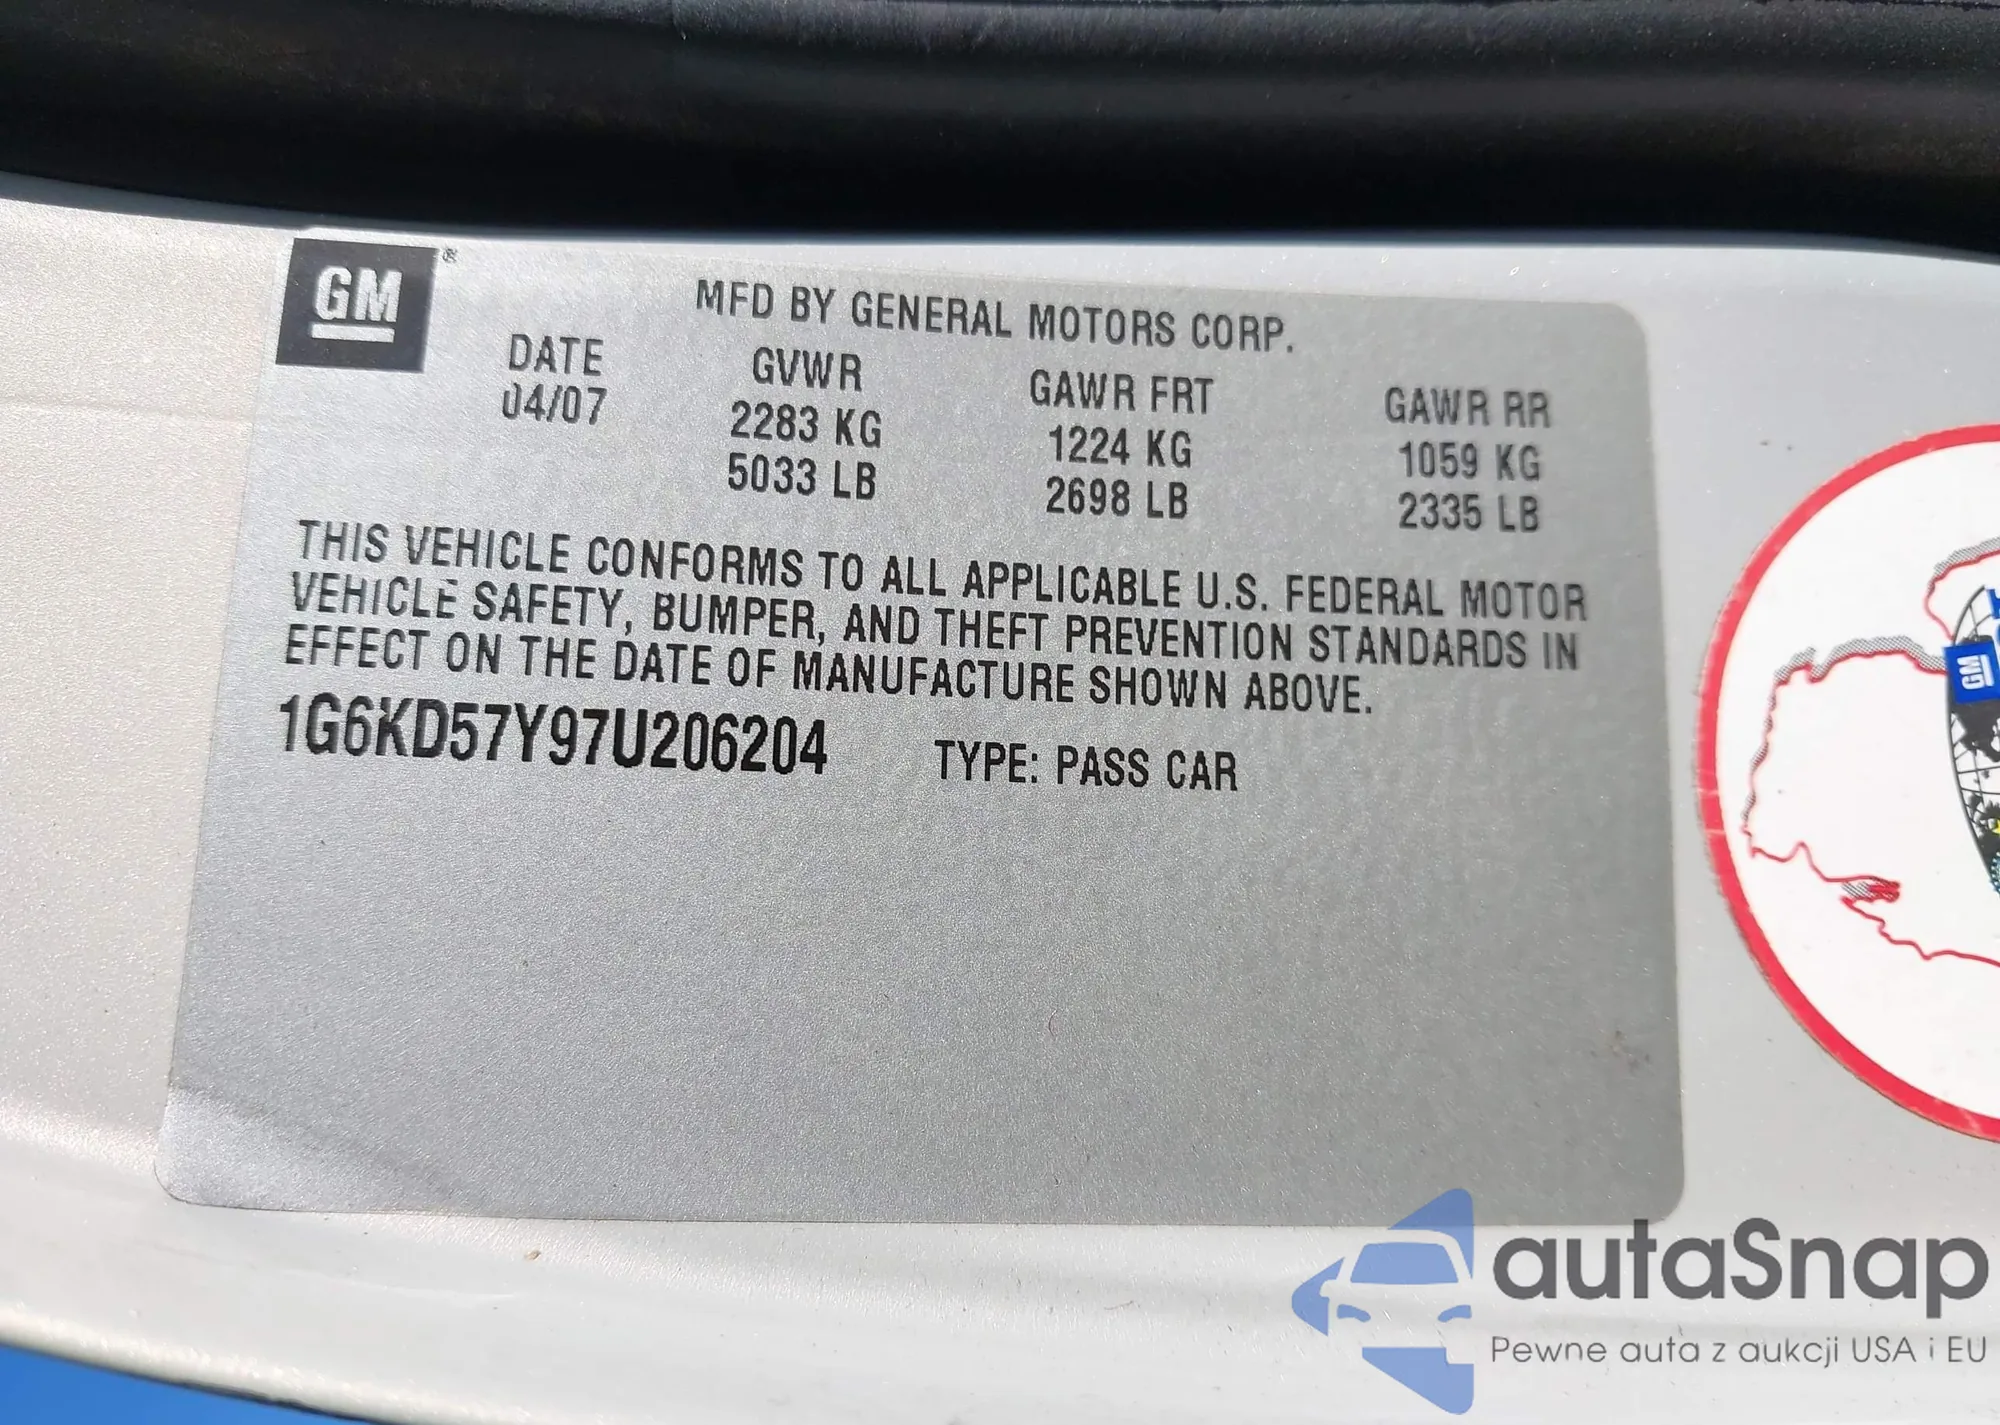 GM ®
MFD BY GENERAL MOTORS CORP.
DATE GVWR GAWR FRT GAWR RR
04/07 2283 KG 1224 KG 1059 KG
5033 LB 2698 LB 2335 LB
THIS VEHICLE CONFORMS TO ALL APPLICABLE U.S. FEDERAL MOTOR
VEHICLE SAFETY, BUMPER, AND THEFT PREVENTION STANDARDS IN
EFFECT ON THE DATE OF MANUFACTURE SHOWN ABOVE.
1G6KD57Y97U206204 TYPE: PASS CAR
GM
autaSnap
Pewne auta z aukcji USA i EU